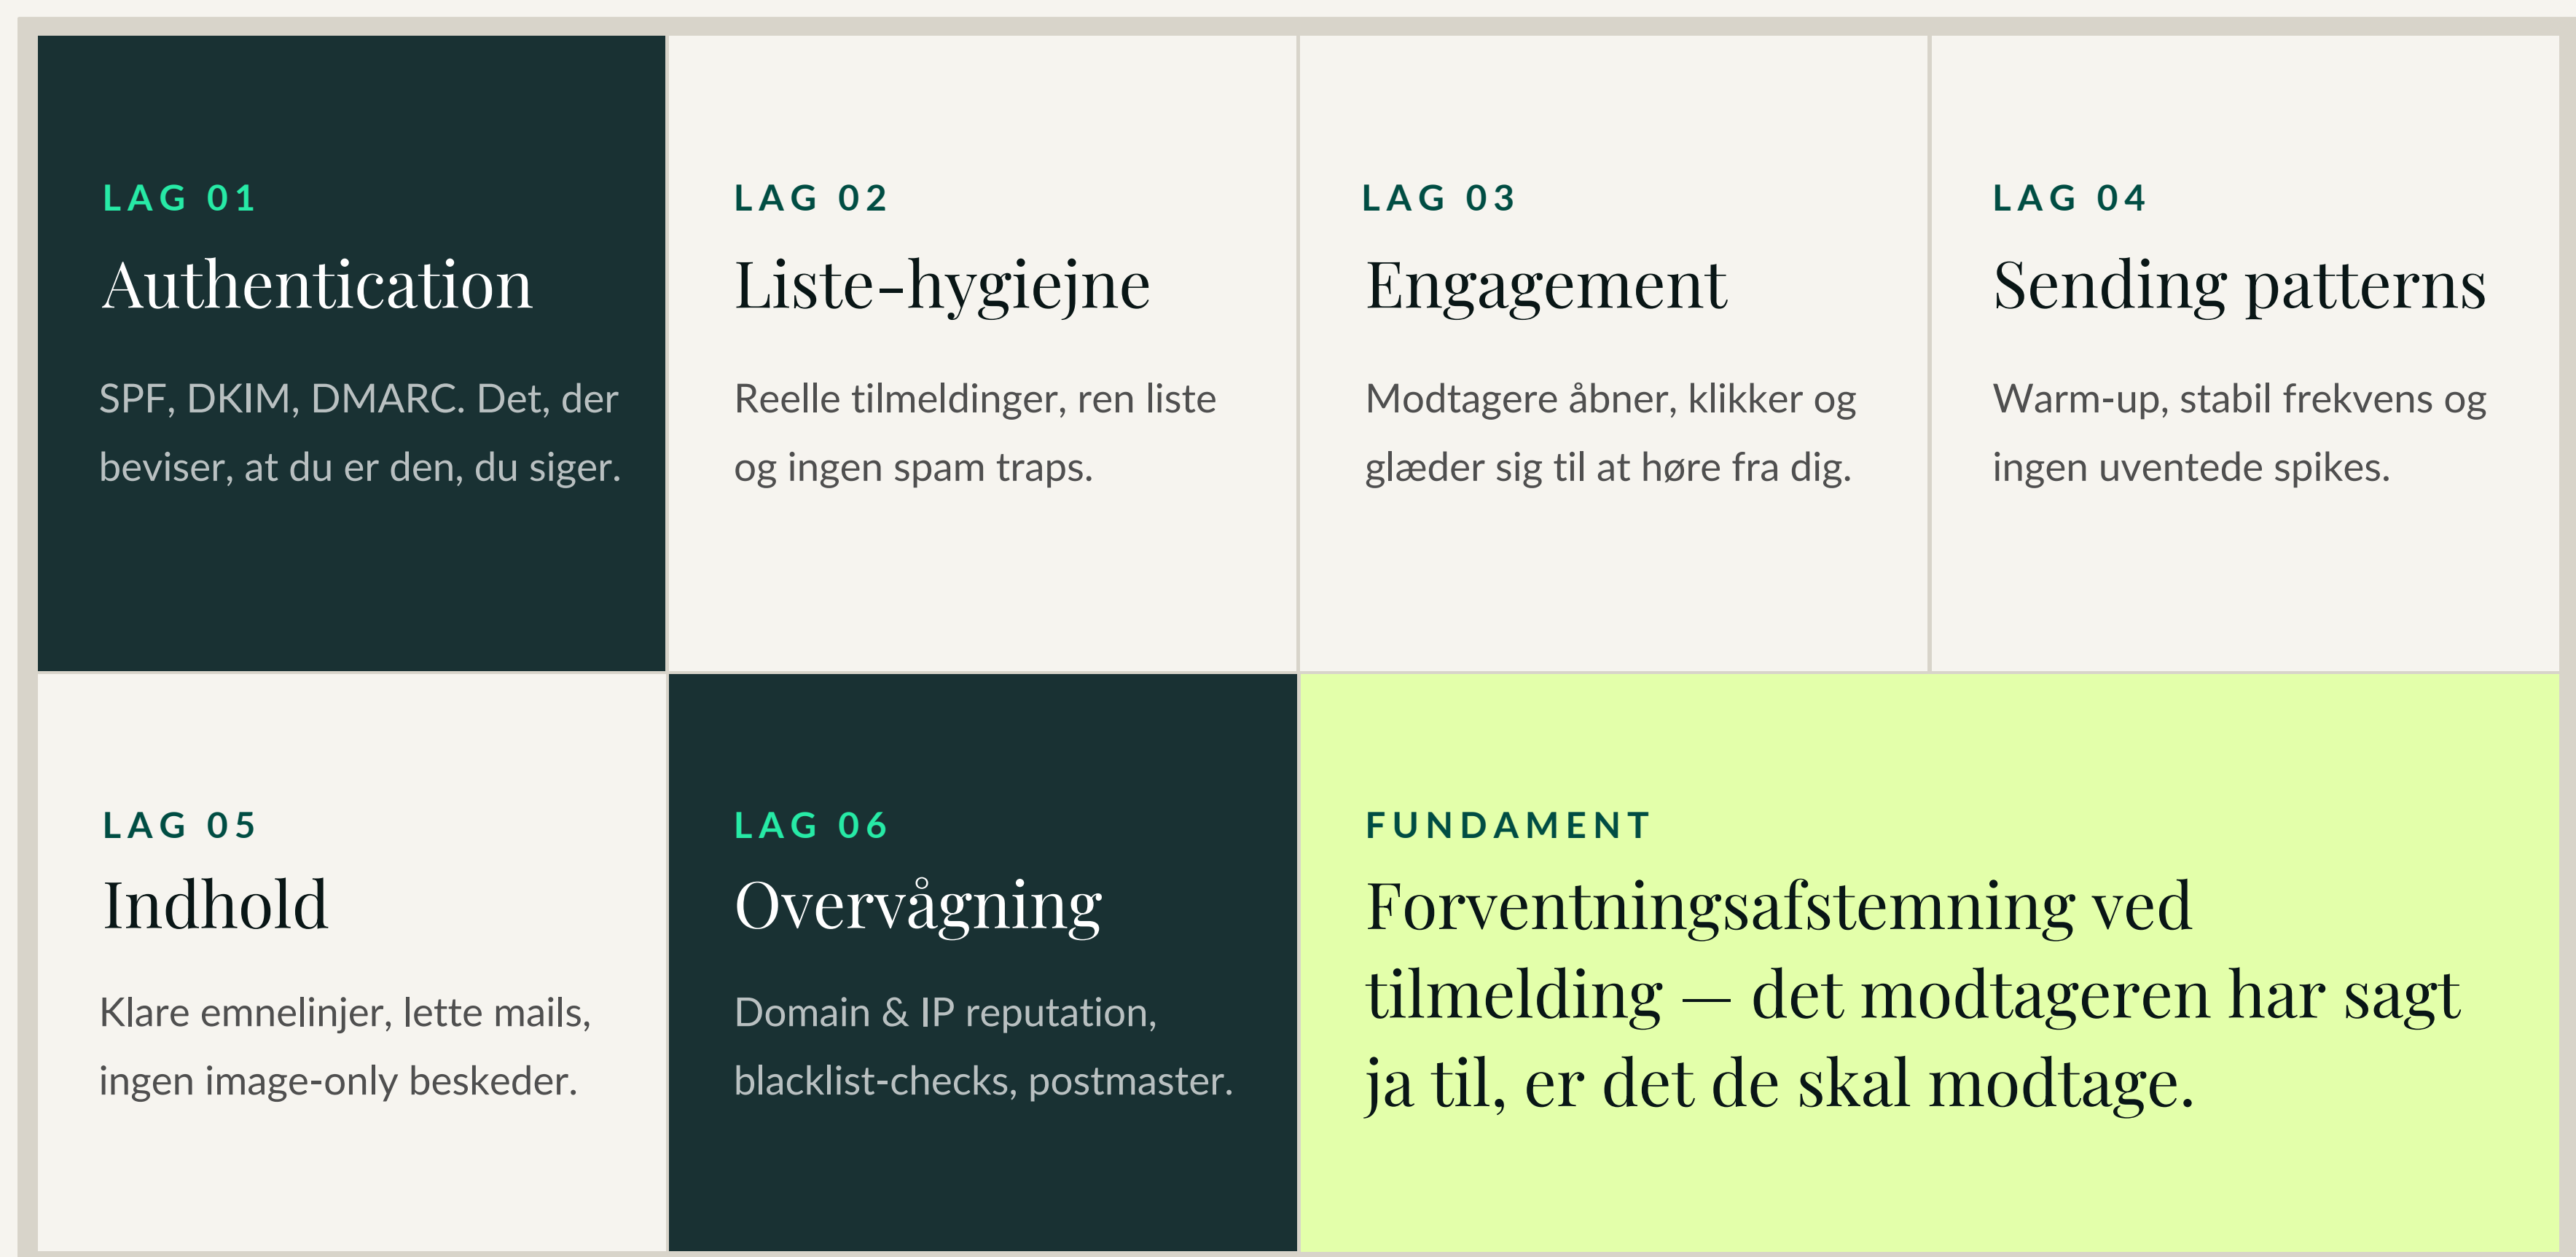 LAG 01
Authentication
SPF, DKIM, DMARC. Det, der
beviser, at du er den, du siger.
LAG 02
Liste-hygiejne
Reelle tilmeldinger, ren liste
og ingen spam traps.
LAG 03
Engagement
Modtagere åbner, klikker og
glæder sig til at høre fra dig.
LAG 04
Sending patterns
Warm-up, stabil frekvens og
ingen uventede spikes.
LAG 05
Indhold
Klare emnelinjer, lette mails,
ingen image-only beskeder.
LAG 06
Overvågning
Domain & IP reputation,
blacklist-checks, postmaster.
FUNDAMENT
Forventningsafstemning ved
tilmelding — det modtageren har sagt
ja til, er det de skal modtage.